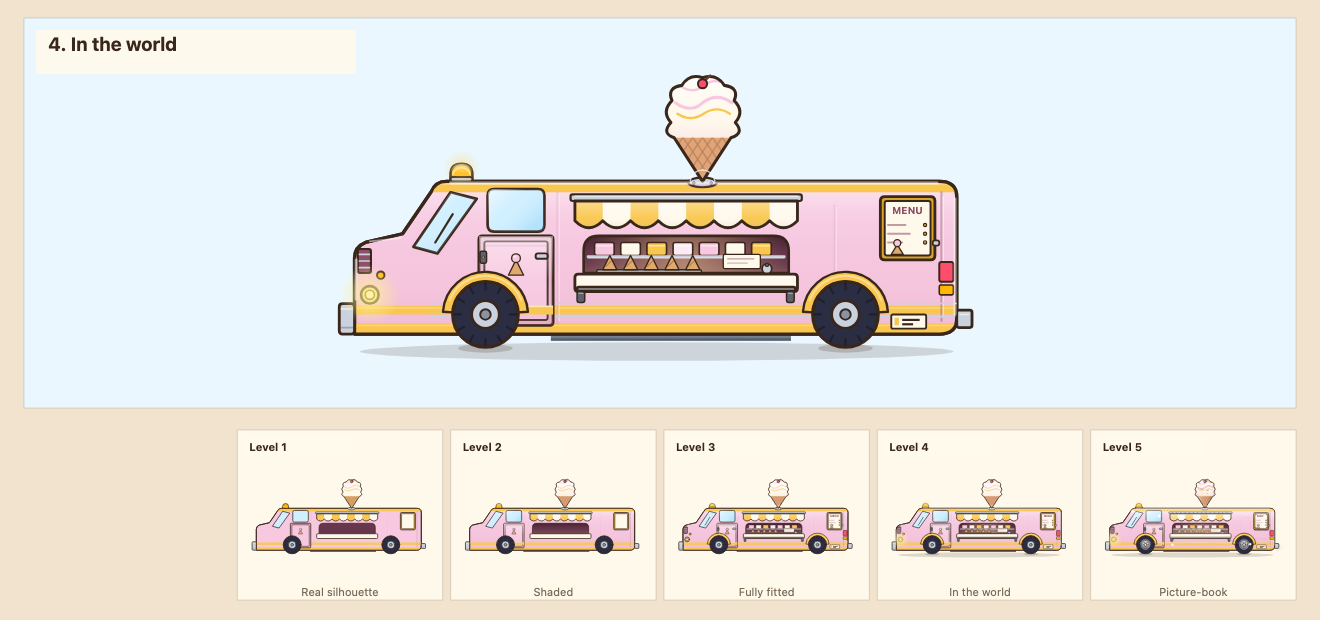 4. In the world
MENU
Level 1
Real silhouette
Level 2
Shaded
Level 3
Fully fitted
Level 4
In the world
Level 5
Picture-book